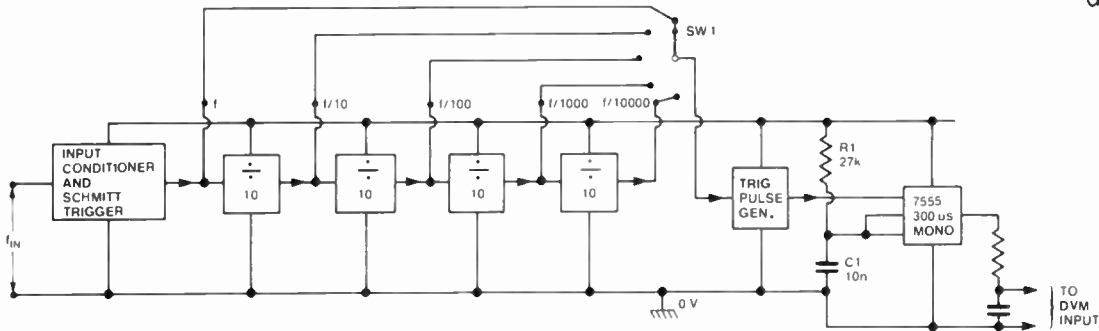 SW 1
f
f/10
f/100
f/1000
f/10000
INPUT
CONDITIONER
AND
SCHMITT
TRIGGER
÷
10
÷
10
÷
10
÷
10
TRIG
PULSE
GEN.
R1
27k
7555
300 us
MONO
C1
10n
fIN
0 V
TO
DVM
INPUT